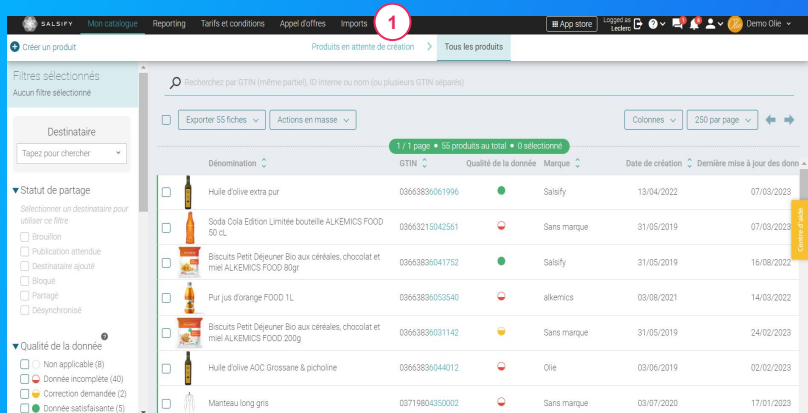 SALSIFY Mon catalogue Reporting Tarifs et conditions Appel d'offres Imports 1 App store Logged as Leclerc Demo Olie
Créer un produit Produits en attente de création > Tous les produits
Filtres sélectionnés
Aucun filtre sélectionné
Recherchez par GTIN (même partiel), ID interne ou nom (ou plusieurs GTIN séparés)
Exporter 55 fiches Actions en masse Colonnes 250 par page
Destinataire
Tapez pour chercher
1 / 1 page • 55 produits au total • 0 sélectionné
Dénomination GTIN Qualité de la donnée Marque Date de création Dernière mise à jour des donn
Statut de partage
Sélectionner un destinataire pour
utiliser ce filtre
Brouillon
Publication attendue
Destinataire ajouté
Bloqué
Partagé
Désynchronisé
Qualité de la donnée
Non applicable (8)
Donnée incomplète (40)
Correction demandée (2)
Donnée satisfaisante (5)
Huile d'olive extra pur 03663836061996 Salsify 13/04/2022 07/03/2023
Soda Cola Edition Limitée bouteille ALKEMICS FOOD
50 cL 03663215042561 Sans marque 31/05/2019 07/03/2023
Biscuits Petit Déjeuner Bio aux céréales, chocolat et
miel ALKEMICS FOOD 80gr 03663836041752 Salsify 31/05/2019 16/08/2022
Pur jus d'orange FOOD 1L 03663836053540 alkemics 03/08/2021 14/03/2022
Biscuits Petit Déjeuner Bio aux céréales, chocolat et
miel ALKEMICS FOOD 200g 03663836031142 Sans marque 31/05/2019 24/02/2023
Huile d'olive AOC Grossane & picholine 03663836044012 Olie 03/06/2019 02/02/2023
Manteau long gris 03719804350002 Sans marque 03/07/2020 17/01/2023
Centre d'aide